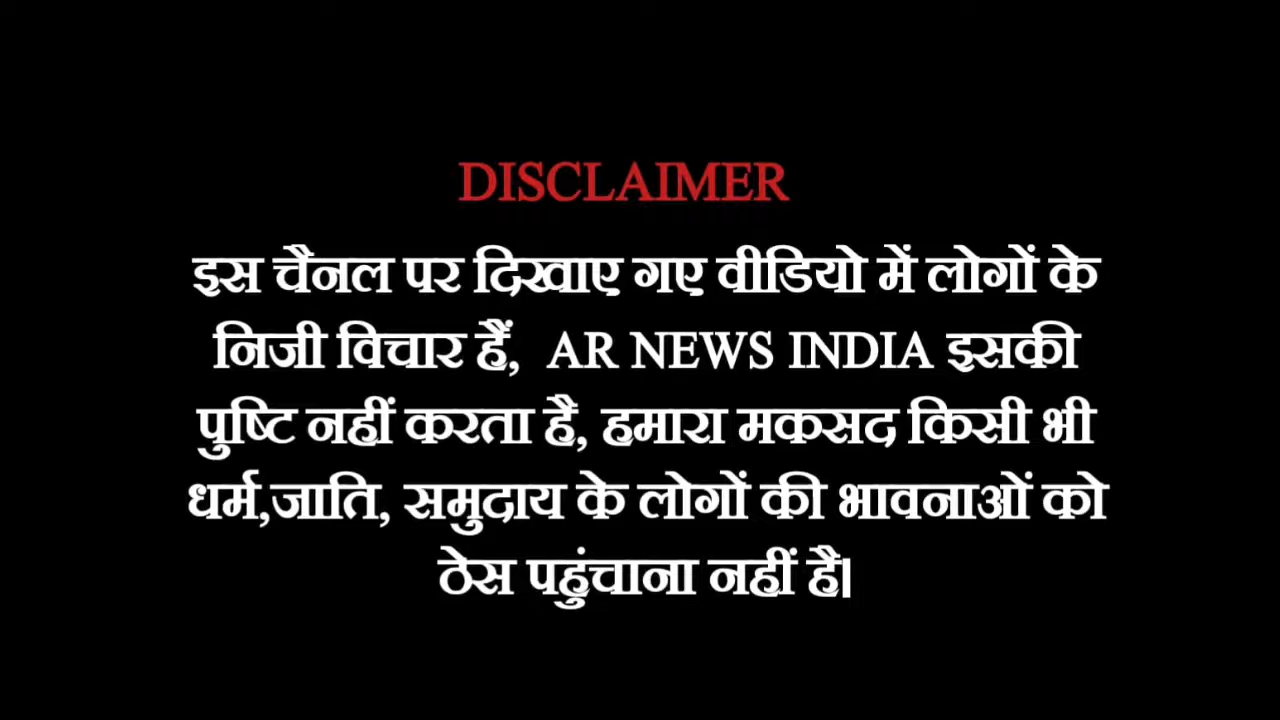 DISCLAIMER
इस चैनल पर दिखाए गए वीडियो में लोगों के
निजी विचार हैं, AR NEWS INDIA इसकी
पुष्टि नहीं करता है, हमारा मकसद किसी भी
धर्म,जाति, समुदाय के लोगों की भावनाओं को
ठेस पहुंचाना नहीं है।